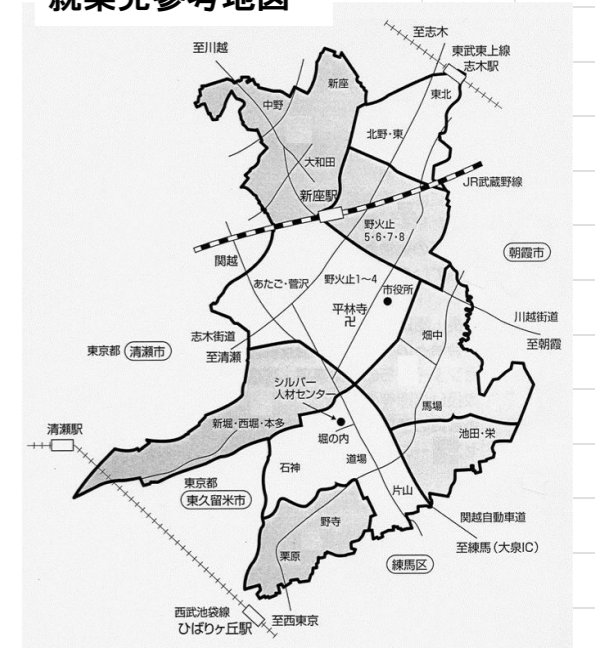 就業先参考地図
至川越
至志木
東武東上線
志木駅
新座
中野
東北
北野・東
大和田
新座駅
JR武蔵野線
野火止
5・6・7・8
関越
朝霞市
あたご・菅沢
野火止1〜4
市役所
平林寺
卍
川越街道
至朝霞
畑中
志木街道
至清瀬
東京都
清瀬市
シルバー
人材センター
馬場
清瀬駅
新堀・西堀・本多
堀の内
池田・栄
石神
道場
東京都
東久留米市
片山
野寺
関越自動車道
至練馬(大泉IC)
栗原
練馬区
西武池袋線
ひばりヶ丘駅
至西東京